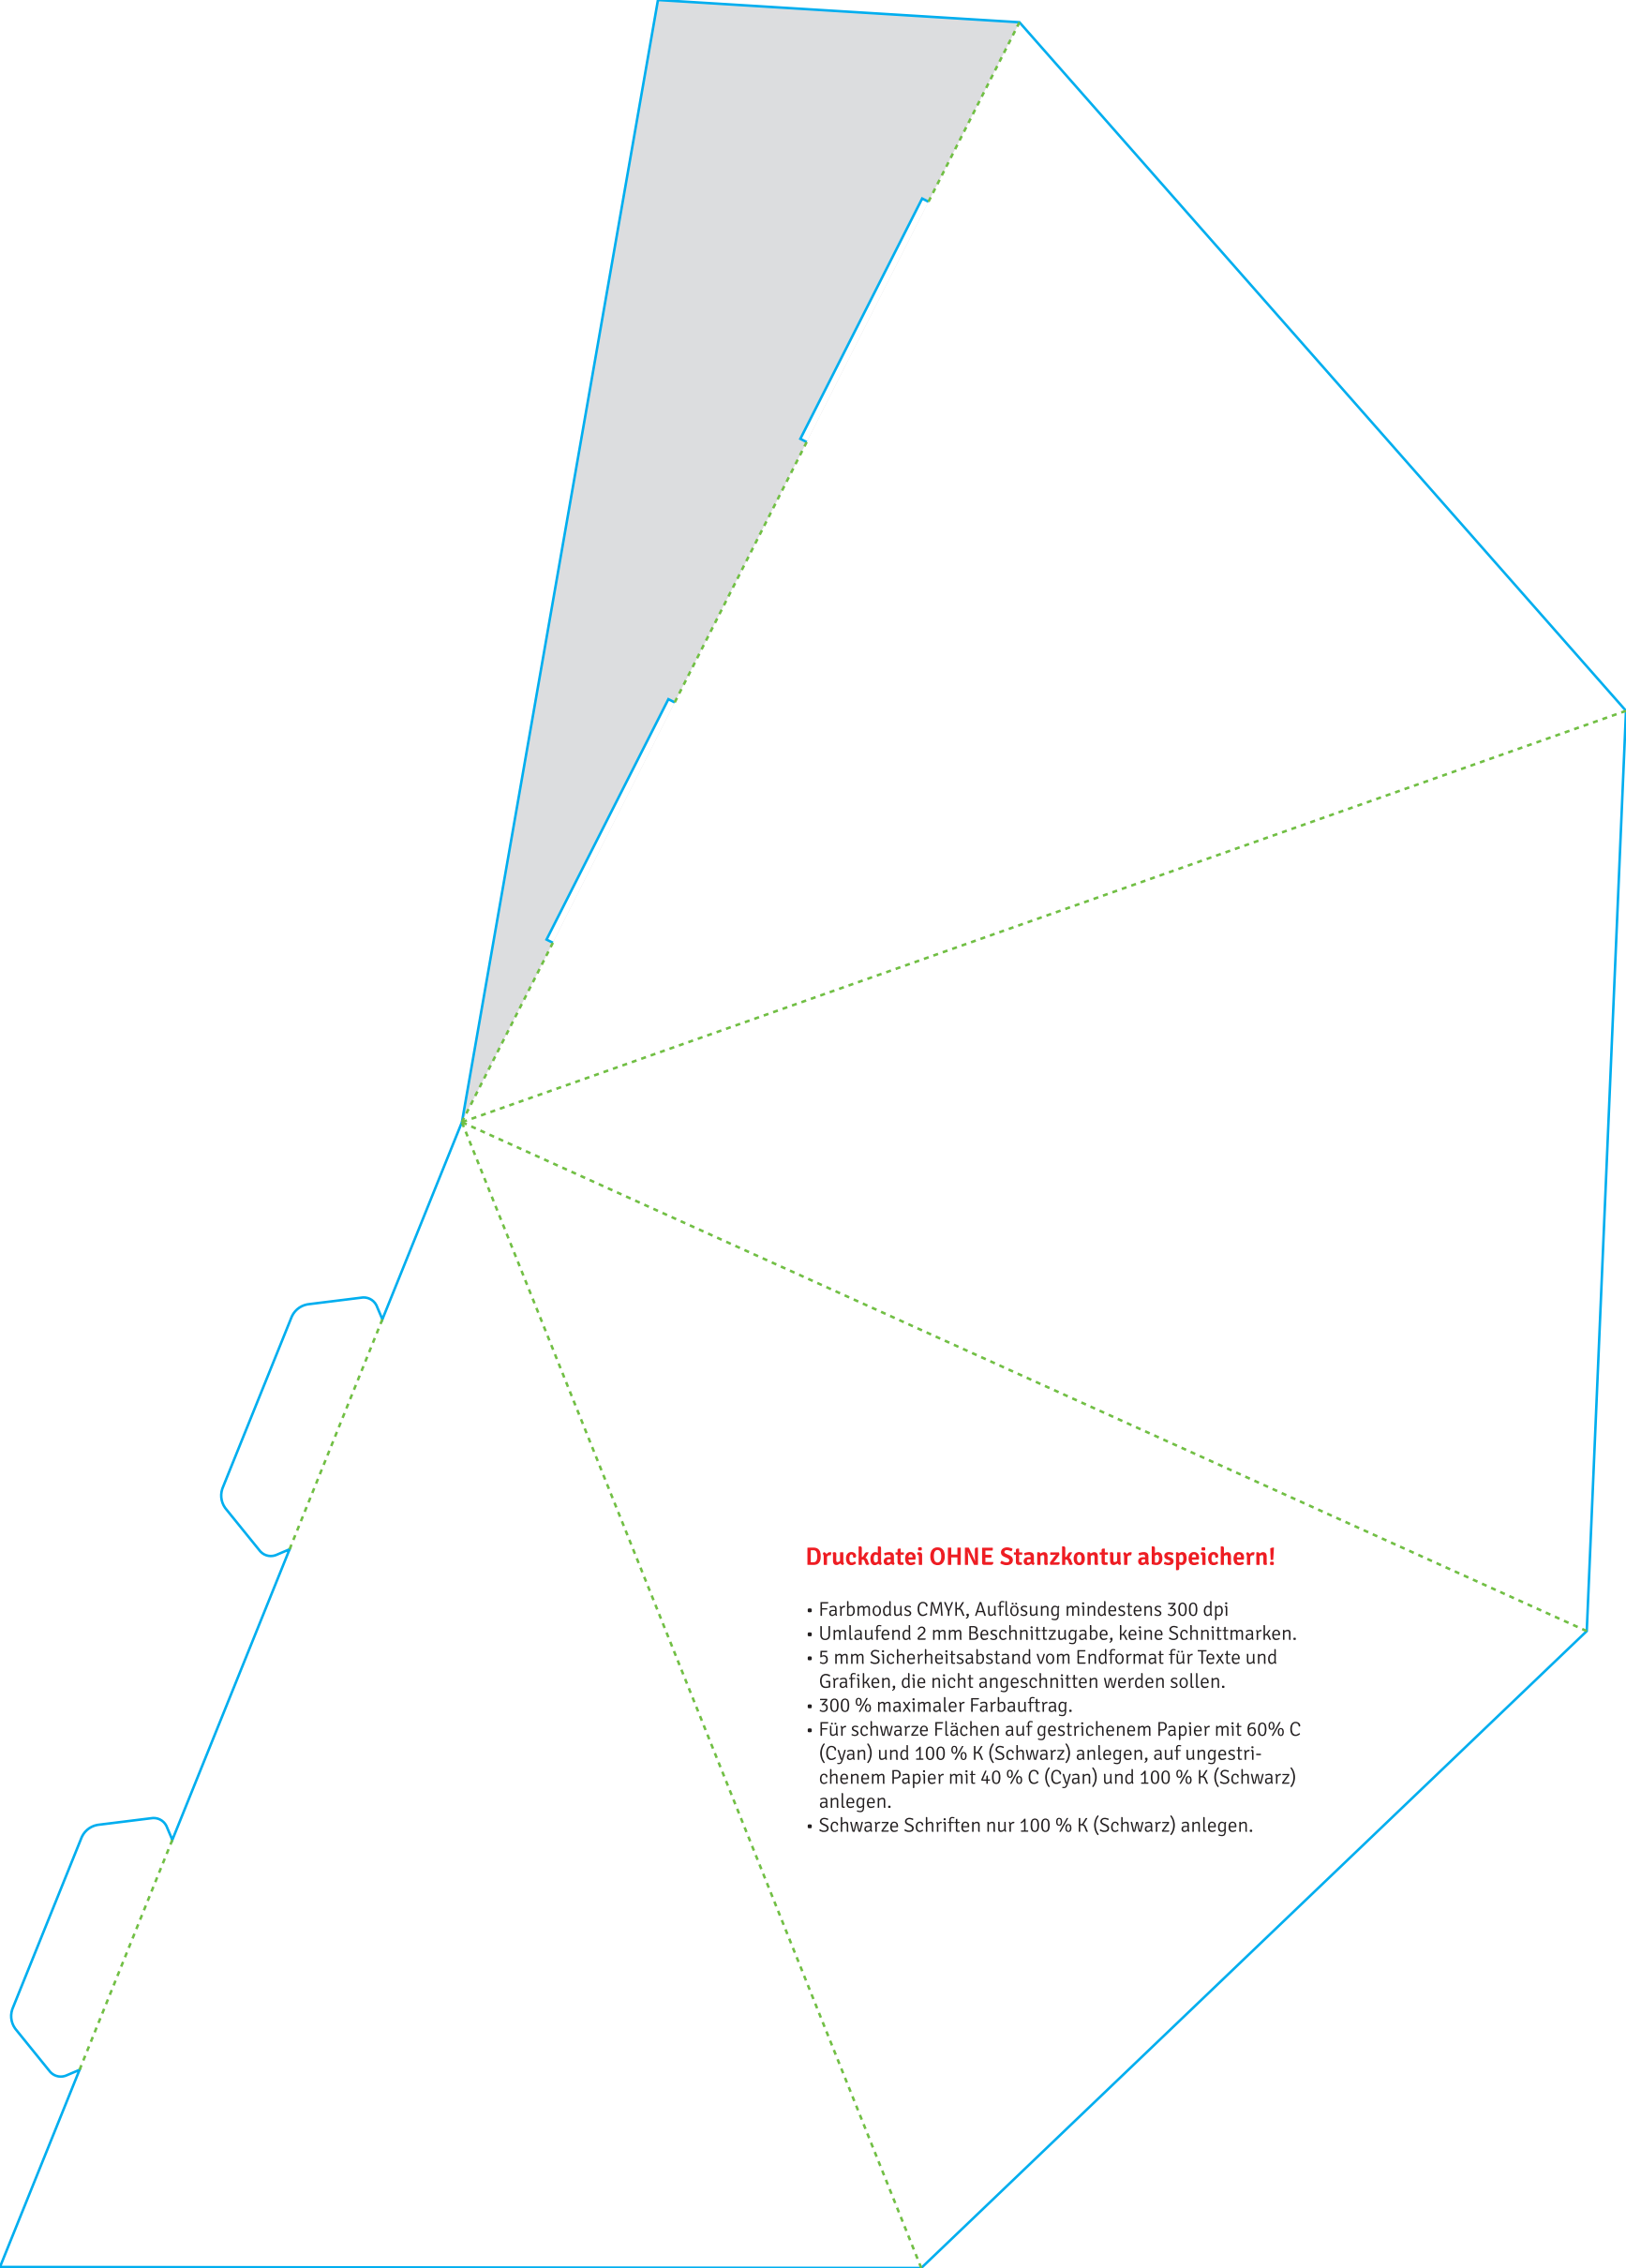 Druckdatei OHNE Stanzkontur abspeichern!
• Farbmodus CMYK, Auflösung mindestens 300 dpi
• Umlaufend 2 mm Beschnittzugabe, keine Schnittmarken.
• 5 mm Sicherheitsabstand vom Endformat für Texte und
Grafiken, die nicht angeschnitten werden sollen.
• 300 % maximaler Farbauftrag.
• Für schwarze Flächen auf gestrichenem Papier mit 60% C
(Cyan) und 100 % K (Schwarz) anlegen, auf ungestri-
chenem Papier mit 40 % C (Cyan) und 100 % K (Schwarz)
anlegen.
• Schwarze Schriften nur 100 % K (Schwarz) anlegen.